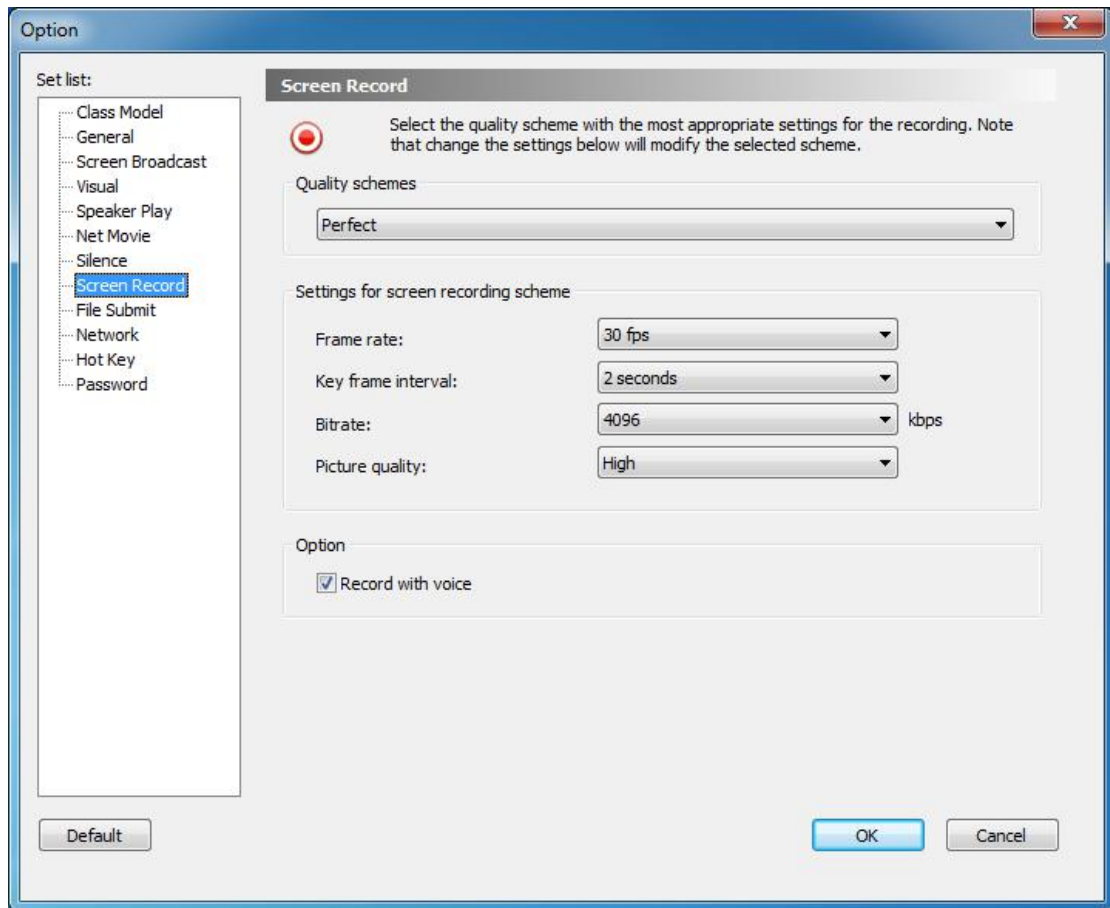 Option
Set list:
Class Model
General
Screen Broadcast
Visual
Speaker Play
Net Movie
Silence
Screen Record
File Submit
Network
Hot Key
Password
Screen Record
Select the quality scheme with the most appropriate settings for the recording. Note
that change the settings below will modify the selected scheme.
Quality schemes
Perfect
Settings for screen recording scheme
Frame rate: 30 fps
Key frame interval: 2 seconds
Bitrate: 4096 kbps
Picture quality: High
Option
Record with voice
Default OK Cancel